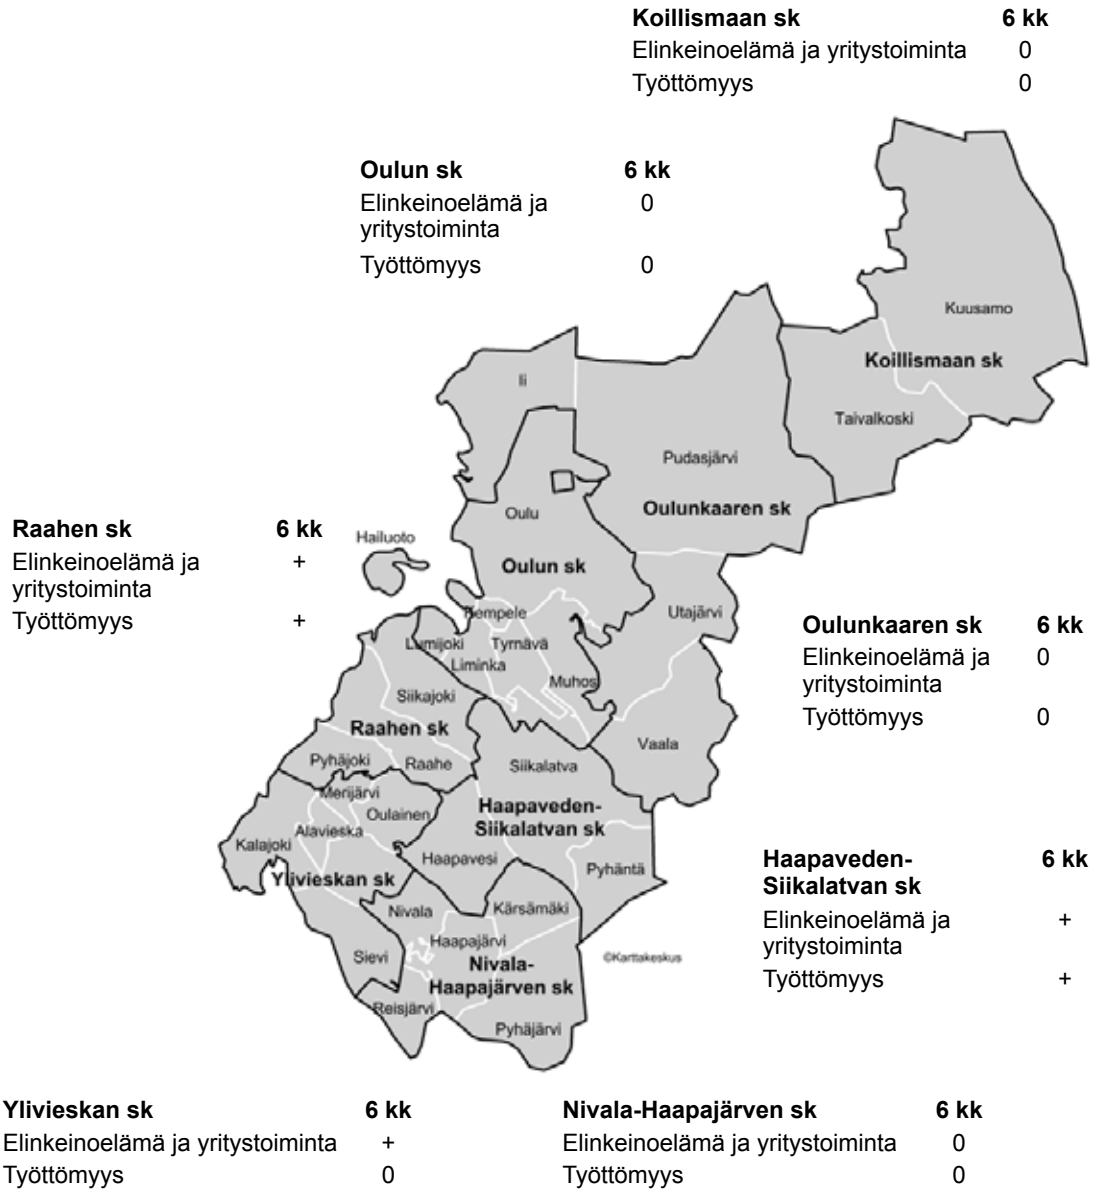 Koillismaan sk 6 kk
Elinkeinoelämä ja yritystoiminta 0
Työttömyys 0
Oulun sk 6 kk
Elinkeinoelämä ja 0
yritystoiminta
Työttömyys 0
Kuusamo
Koillismaan sk
Ii
Taivalkoski
Pudasjärvi
Oulunkaaren sk
Oulu
Raahen sk 6 kk
Elinkeinoelämä ja +
yritystoiminta
Työttömyys +
Hailuoto
Oulun sk
Kempele
Utajärvi
Lumijoki
Tyrnävä
Liminka
Muhos
Oulunkaaren sk 6 kk
Elinkeinoelämä ja 0
yritystoiminta
Työttömyys 0
Siikajoki
Raahen sk
Vaala
Pyhäjoki
Raahe
Siikalatva
Merijärvi
Oulainen
Haapaveden-
Siikalatvan sk
Alavieska
Kalajoki
Haapavesi
Pyhäntä
Ylivieskan sk
Haapaveden- 6 kk
Siikalatvan sk
Elinkeinoelämä ja +
yritystoiminta
Työttömyys +
Nivala
Kärsämäki
Haapajärvi
Sievi
Nivala-
Haapajärven sk
©Karttakeskus
Reisjärvi
Pyhäjärvi
Ylivieskan sk 6 kk
Elinkeinoelämä ja yritystoiminta +
Työttömyys 0
Nivala-Haapajärven sk 6 kk
Elinkeinoelämä ja yritystoiminta 0
Työttömyys 0